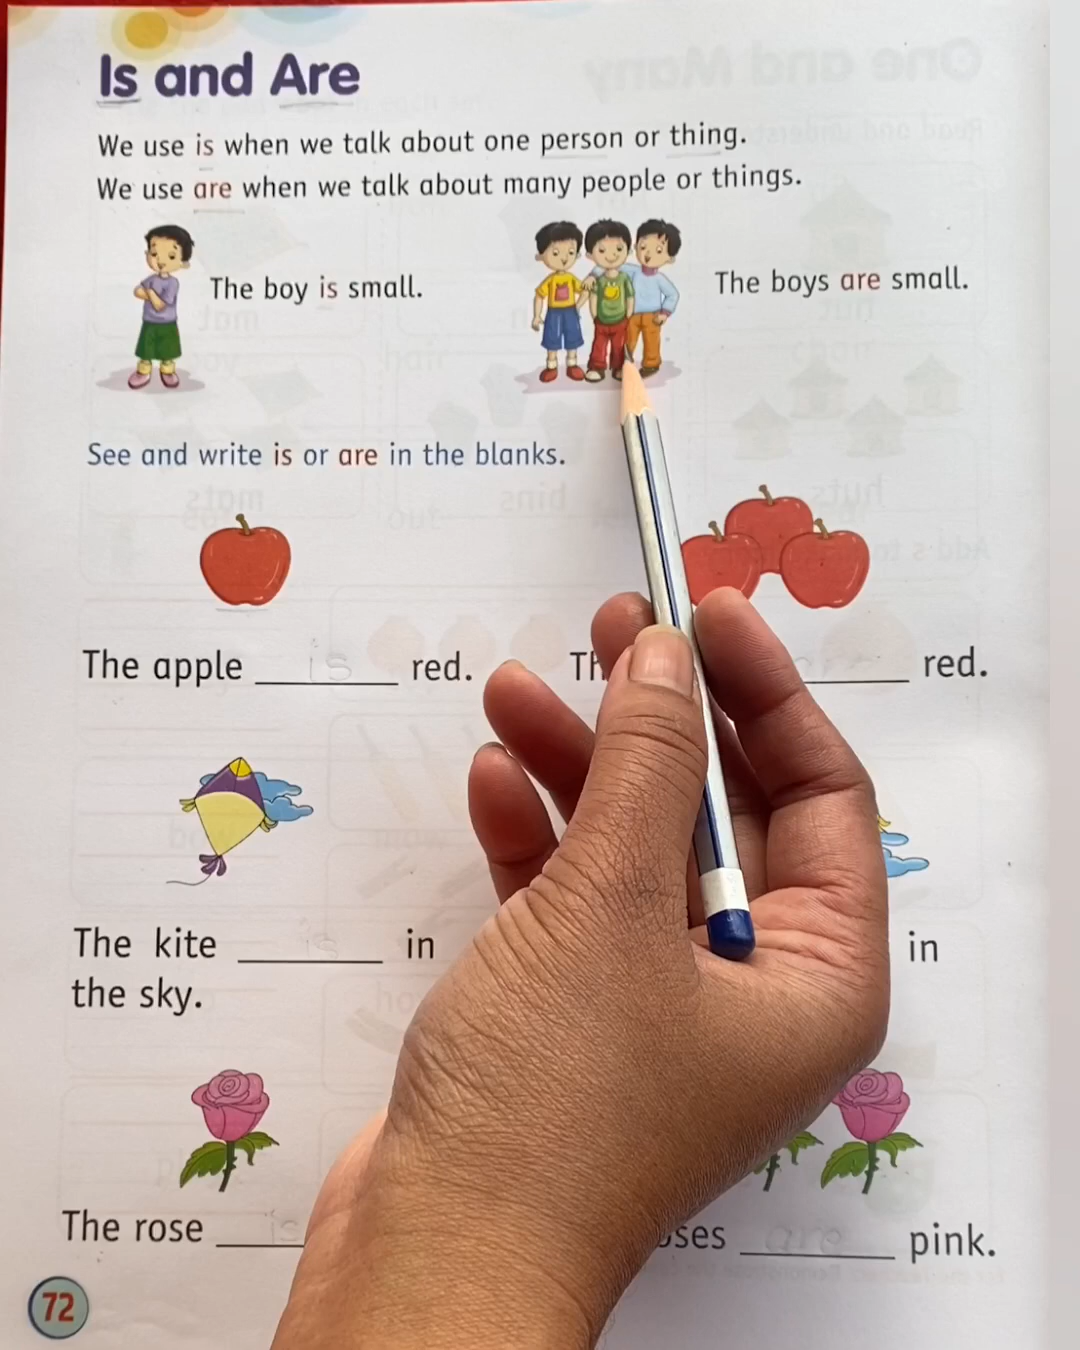 Is and Are
We use is when we talk about one person or thing.
We use are when we talk about many people or things.
The boy is small.
The boys are small.
See and write is or are in the blanks.
The apple is red.
red.
The kite is in
the sky.
in
The rose is
are pink.
72